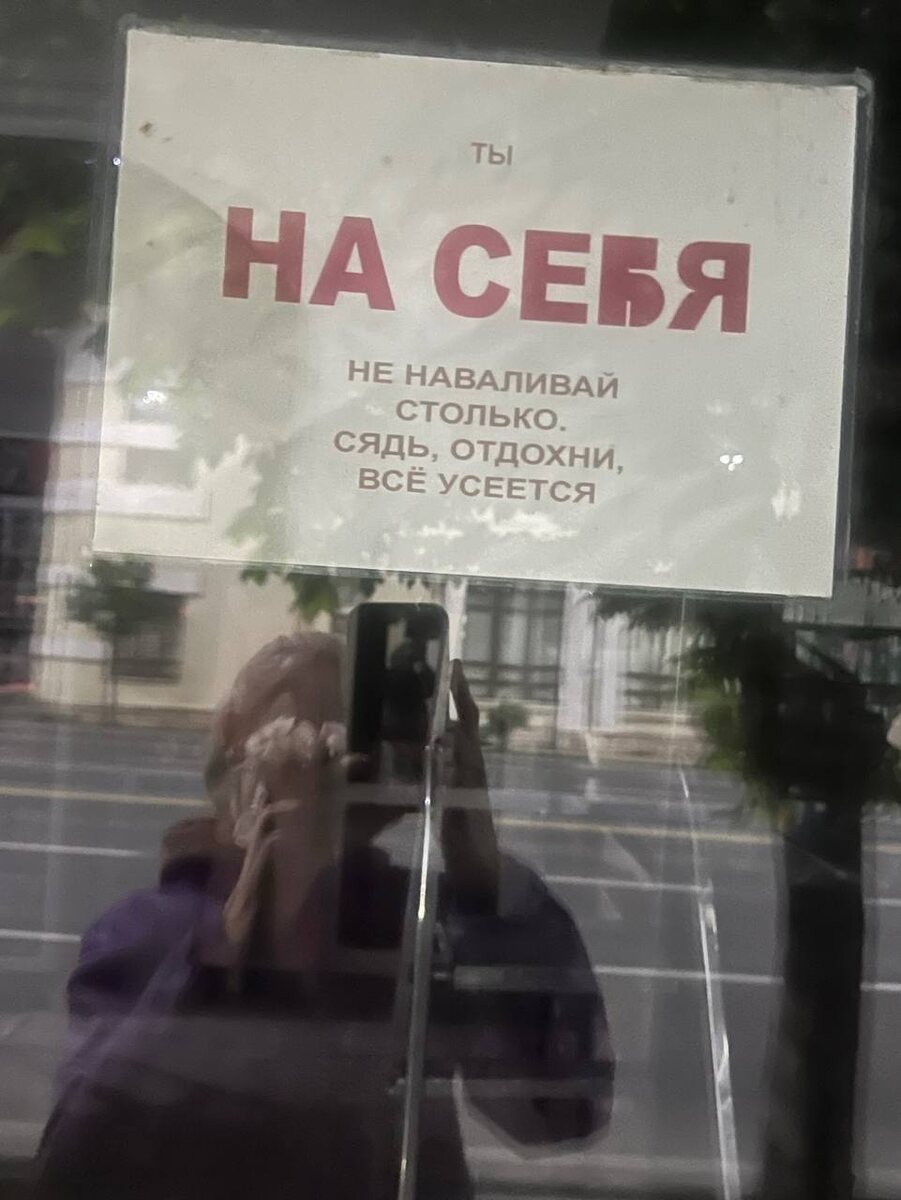 ТЫ
НА СЕБЯ
НЕ НАВАЛИВАЙ
СТОЛЬКО.
СЯДЬ, ОТДОХНИ,
ВСЁ УСЕЕТСЯ